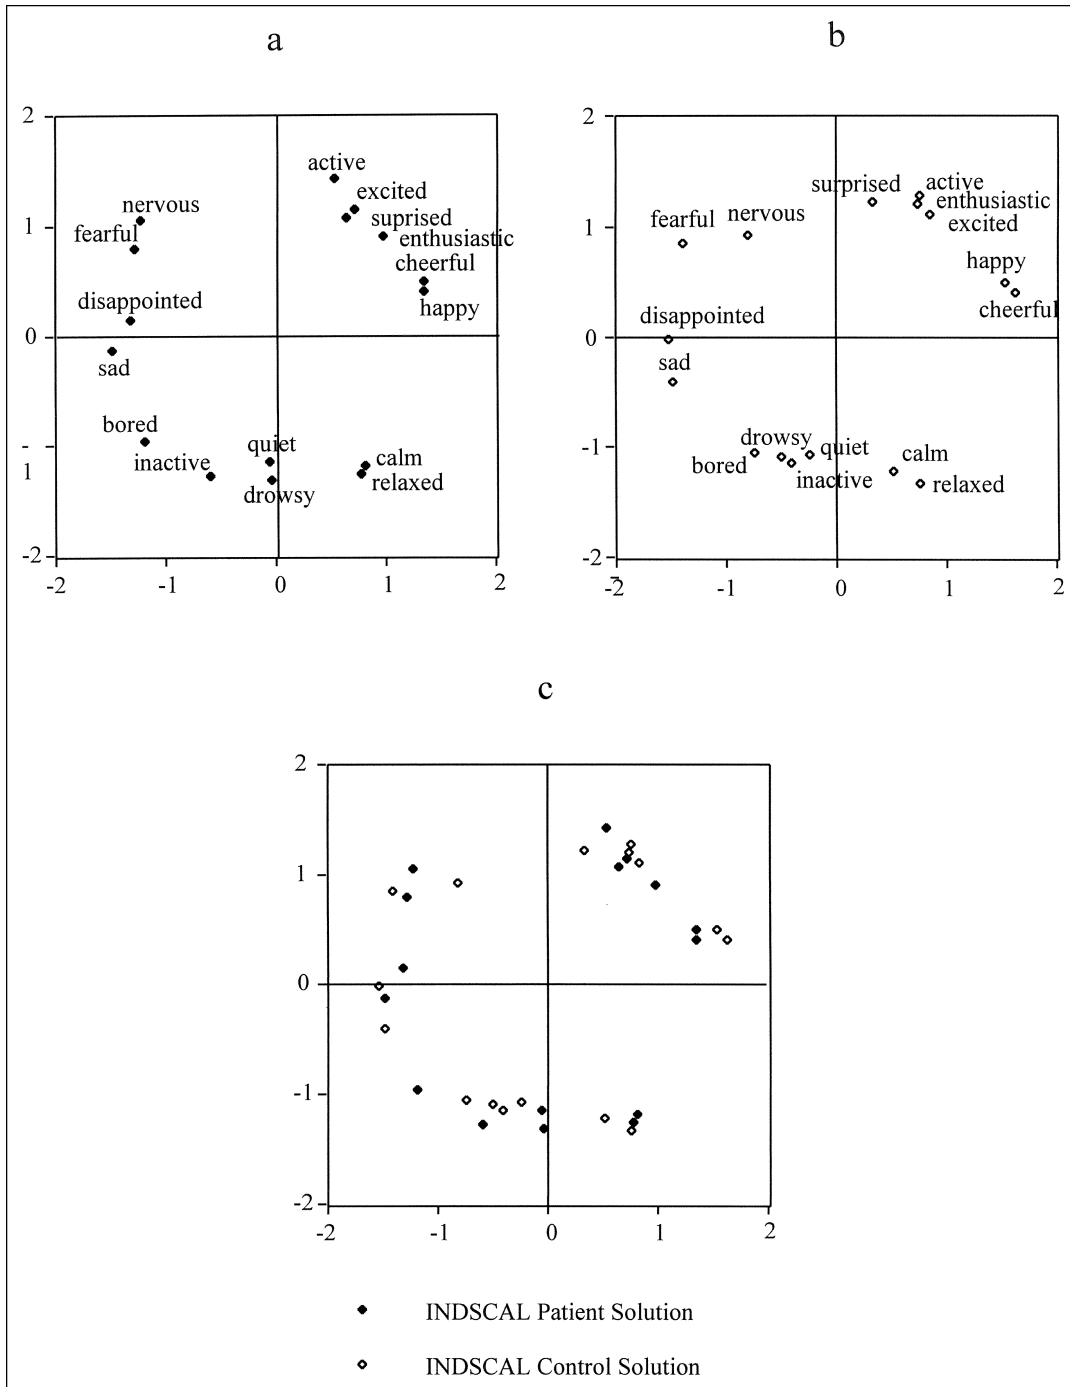 a
b
2
active
excited
nervous
suprised
1
fearful
enthusiastic
cheerful
disappointed
happy
0
sad
bored
quiet
-
inactive
calm
1
relaxed
drowsy
-2
-2
-1
0
1
2
2
surprised
active
enthusiastic
fearful
nervous
excited
1
happy
cheerful
disappointed
0
sad
drowsy
quiet
-1
bored
calm
inactive
relaxed
-2
-2
-1
0
1
2
c
2
1
0
-1
-2
-2
-1
0
1
2
INDSCAL Patient Solution
INDSCAL Control Solution